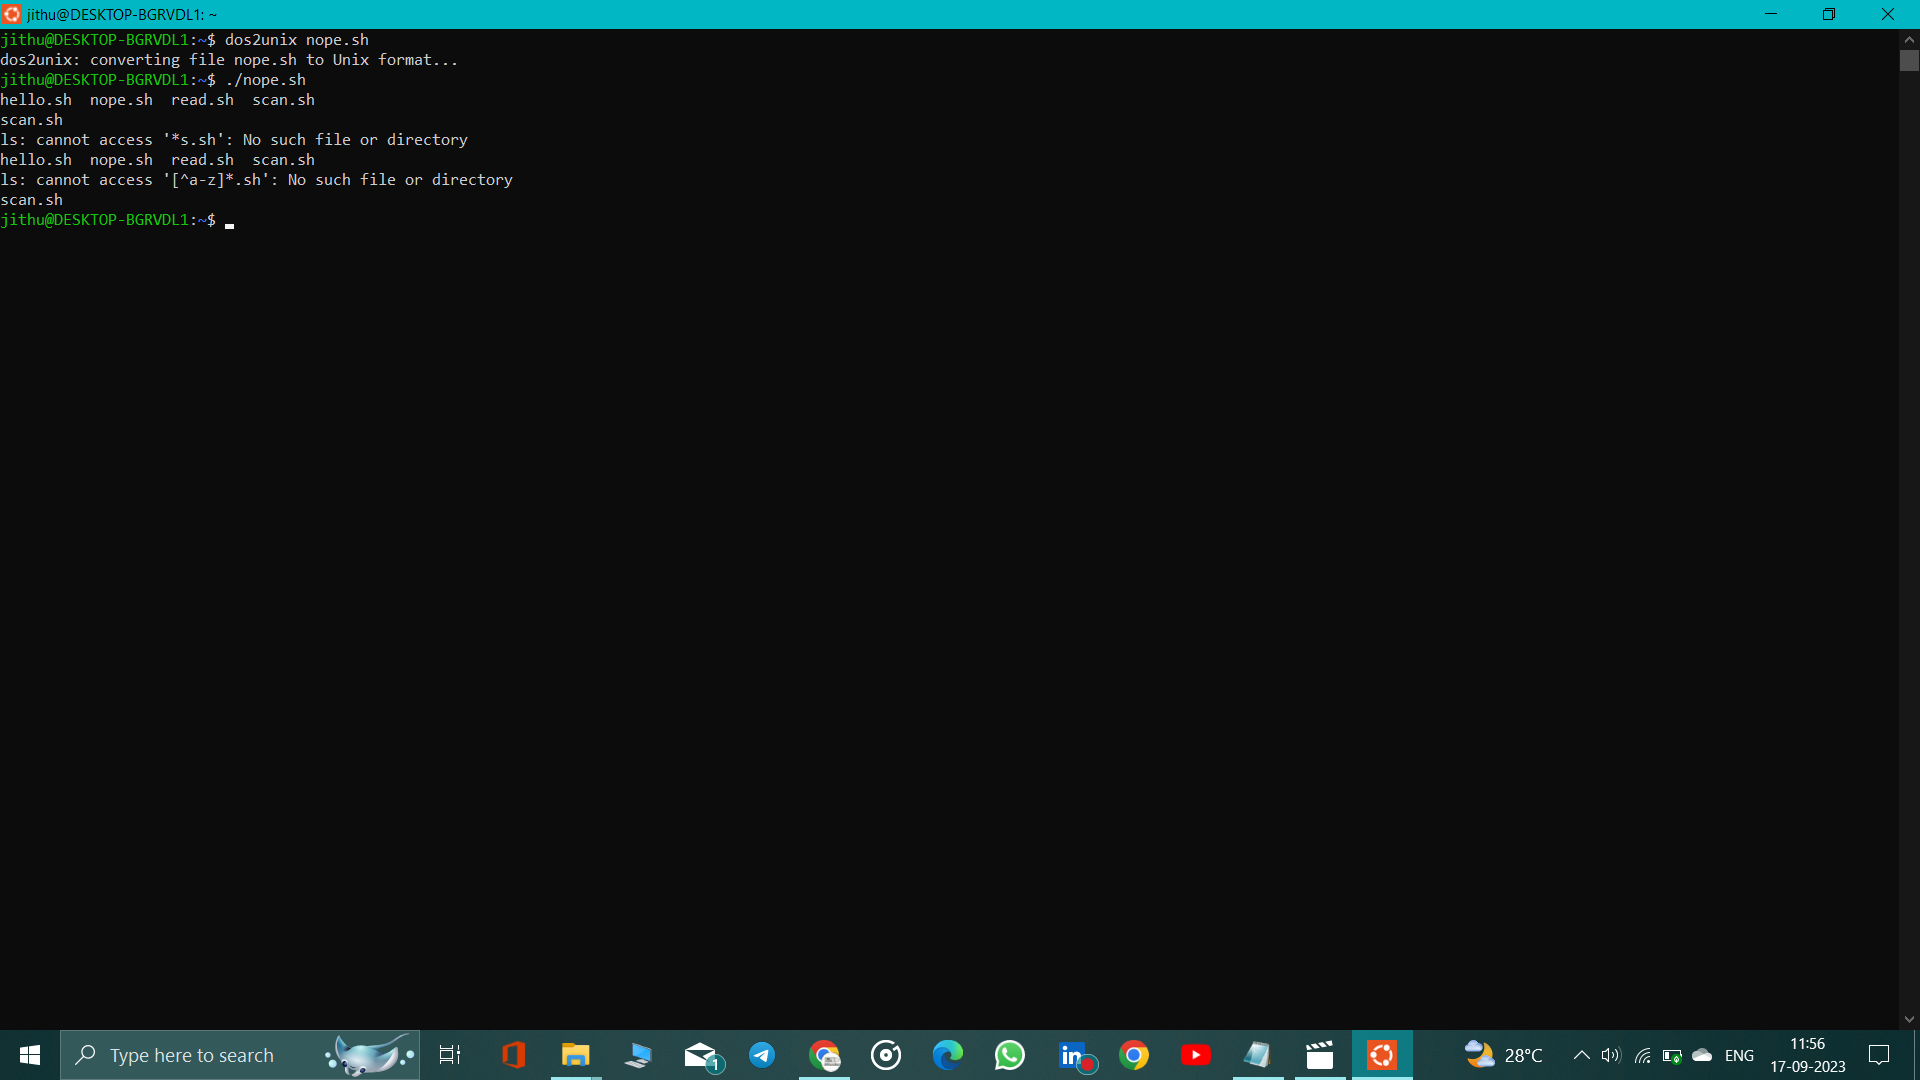 jithu@DESKTOP-BGRVDL1: ~
jithu@DESKTOP-BGRVDL1:~$ dos2unix nope.sh
dos2unix: converting file nope.sh to Unix format...
jithu@DESKTOP-BGRVDL1:~$ ./nope.sh
hello.sh  nope.sh  read.sh  scan.sh
scan.sh
ls: cannot access '*s.sh': No such file or directory
hello.sh  nope.sh  read.sh  scan.sh
ls: cannot access '[^a-z]*.sh': No such file or directory
scan.sh
jithu@DESKTOP-BGRVDL1:~$
Type here to search
1
in
28°C
ENG
11:56
17-09-2023